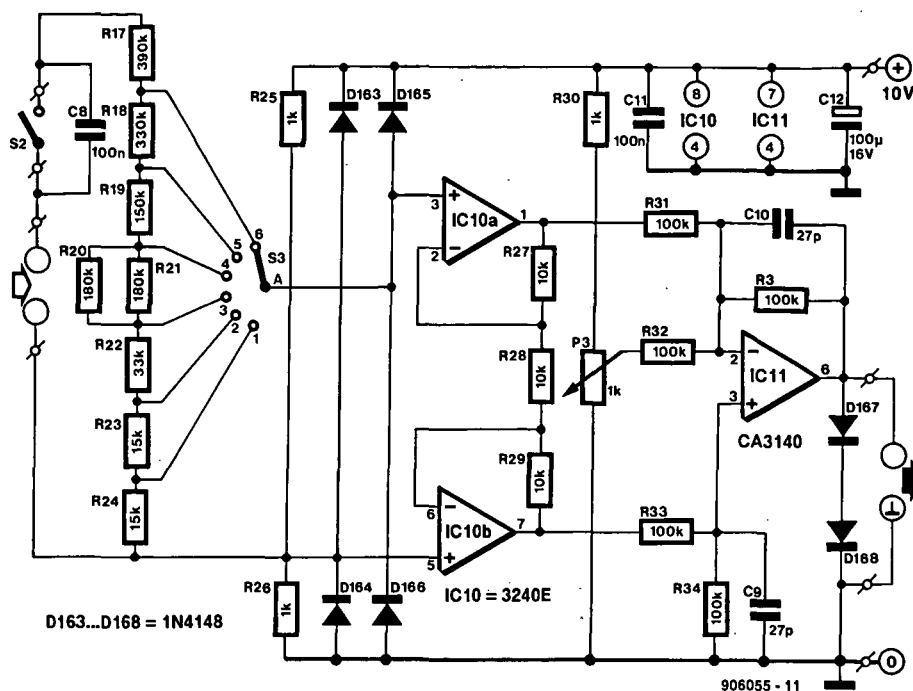 R17
390k
R18
330k
C8
100n
S2
R19
150k
R20
180k
R21
180k
R22
33k
R23
15k
R24
15k
6
5
4
3
2
1
S3
A
R25
1k
D163
D165
R30
1k
C11
100n
8
IC10
4
7
IC11
4
C12
100µ
16V
+
10V
+
3
IC10a
1
−
2
R27
10k
R28
10k
R29
10k
R31
100k
C10
27p
R3
100k
P3
1k
R32
100k
−
2
IC11
6
+
3
CA3140
D167
D168
⊥
−
6
IC10b
7
+
5
R33
100k
R34
100k
C9
27p
R26
1k
D164
D166
IC10 = 3240E
D163...D168 = 1N4148
0
906055 - 11